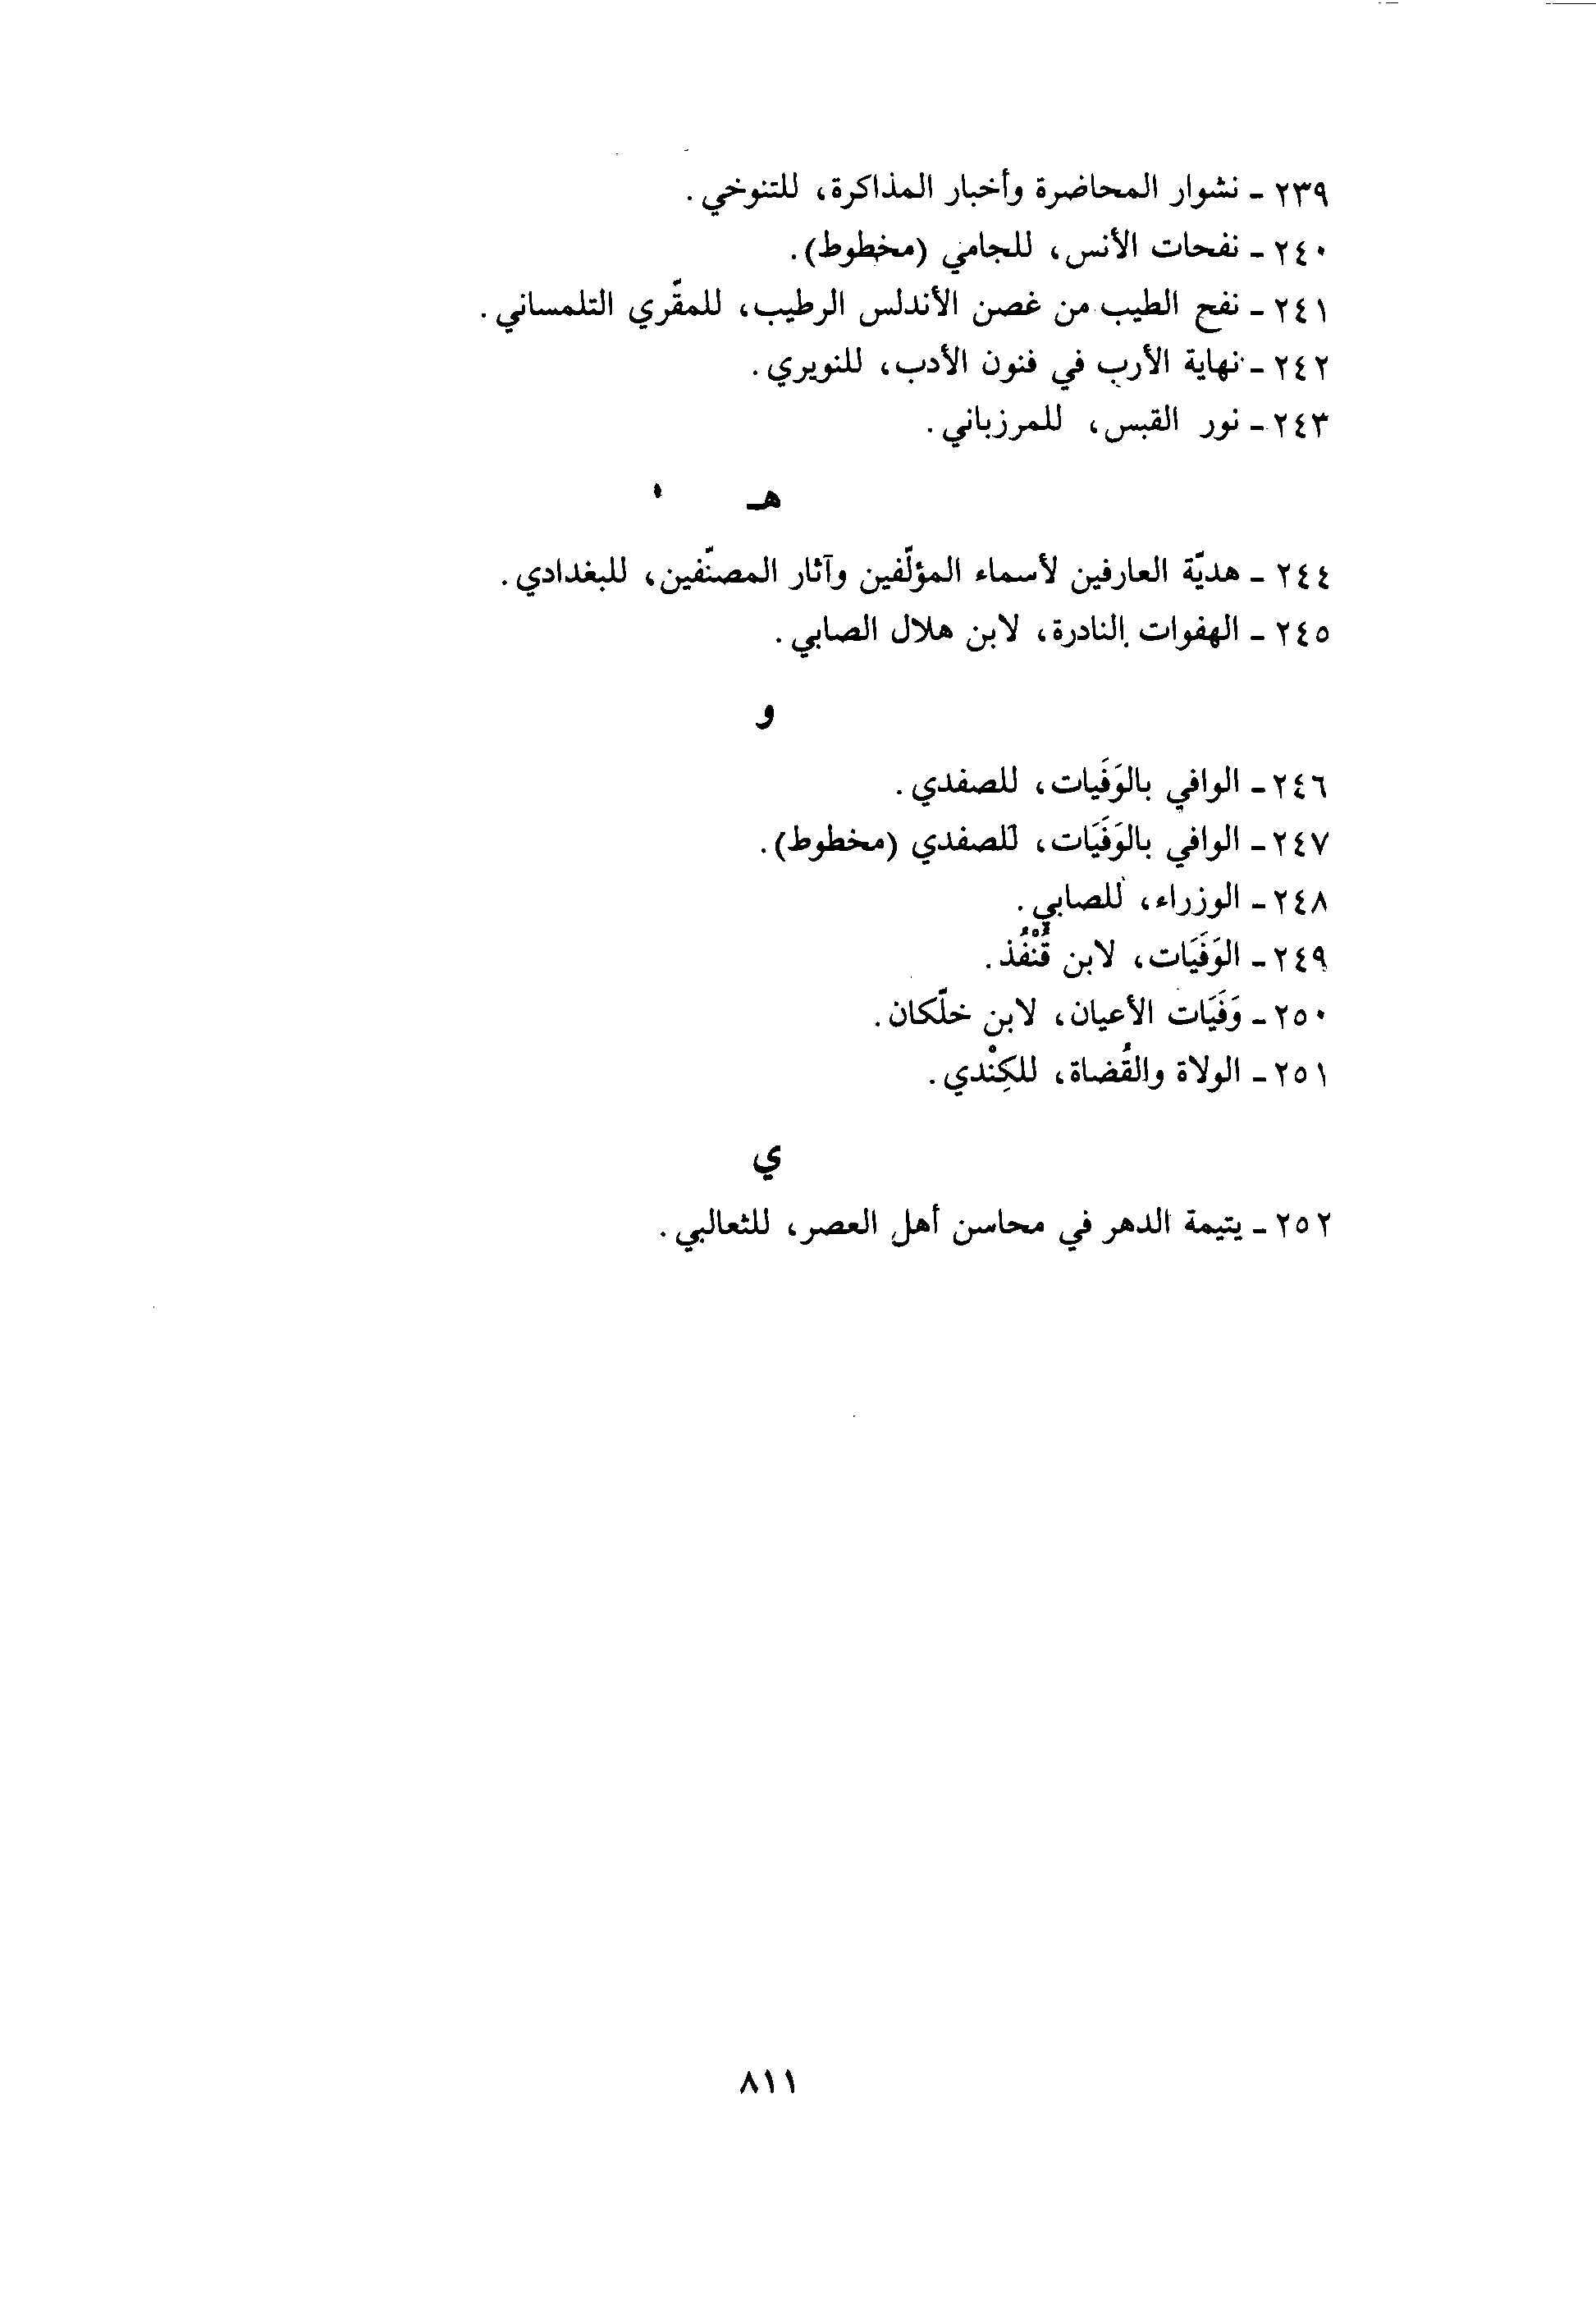 ٢٣٩ - نشوار المحاضرة وأخبار المذاكرة، للتنوخي.
٢٤٠ - نفحات الأنس، للجامي (مخطوط).
٢٤١ - نفح الطيب من غصن الأندلس الرطيب، للمقّري التلمساني.
٢٤٢ - نهاية الأرب في فنون الأدب، للنويري.
٢٤٣ - نور القبس، للمرزباني.
هـ
٢٤٤ - هديّة العارفين لأسماء المؤلّفين وآثار المصنّفين، للبغدادي.
٢٤٥ - الهفوات النادرة، لابن هلال الصابي.
و
٢٤٦ - الوافي بالوَفَيات، للصفدي.
٢٤٧ - الوافي بالوَفَيَات، للصفدي (مخطوط).
٢٤٨ - الوزراء، للصابي.
٢٤٩ - الوَفَيَات، لابن قُنْفُذ.
٢٥٠ - وَفَيَات الأعيان، لابن خلّكان.
٢٥١ - الولاة والقُضاة، للكِنْدي.
ي
٢٥٢ - يتيمة الدهر في محاسن أهل العصر، للثعالبي.
٨١١